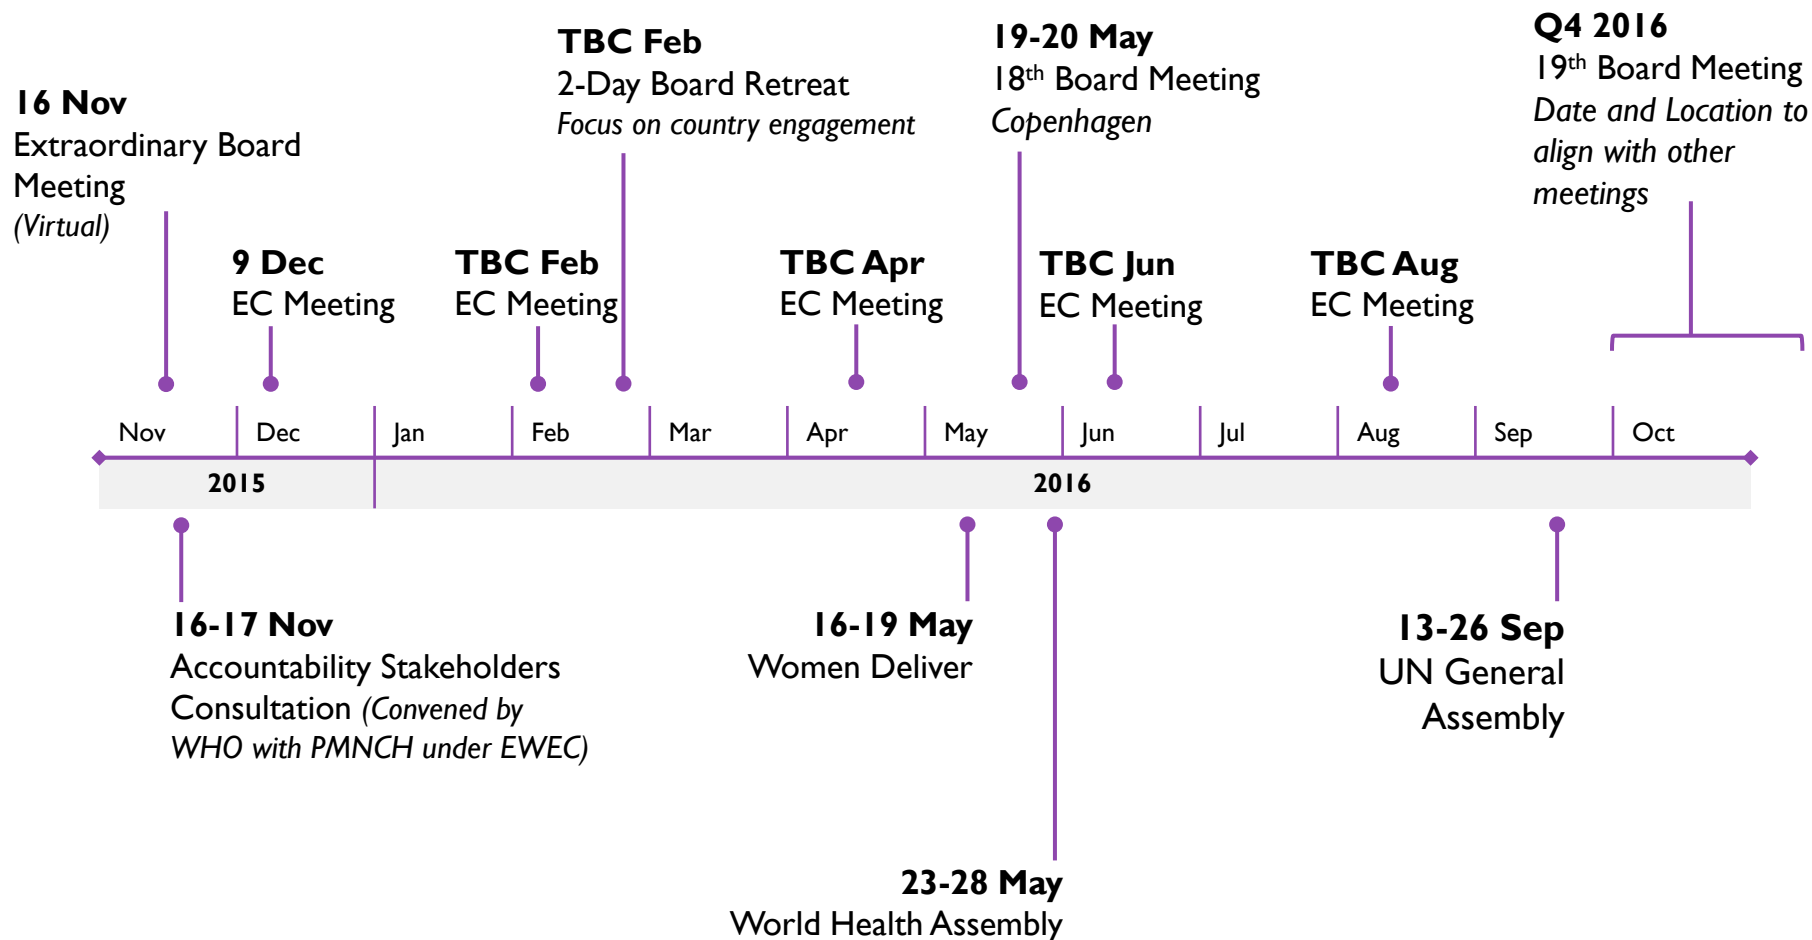 16 Nov
Extraordinary Board
Meeting
(Virtual)
TBC Feb
2-Day Board Retreat
Focus on country engagement
19-20 May
18th Board Meeting
Copenhagen
Q4 2016
19th Board Meeting
Date and Location to
align with other
meetings
9 Dec
EC Meeting
TBC Feb
EC Meeting
TBC Apr
EC Meeting
TBC Jun
EC Meeting
TBC Aug
EC Meeting
Nov
Dec
Jan
Feb
Mar
Apr
May
Jun
Jul
Aug
Sep
Oct
2015
2016
16-17 Nov
Accountability Stakeholders
Consultation (Convened by
WHO with PMNCH under EWEC)
16-19 May
Women Deliver
13-26 Sep
UN General
Assembly
23-28 May
World Health Assembly